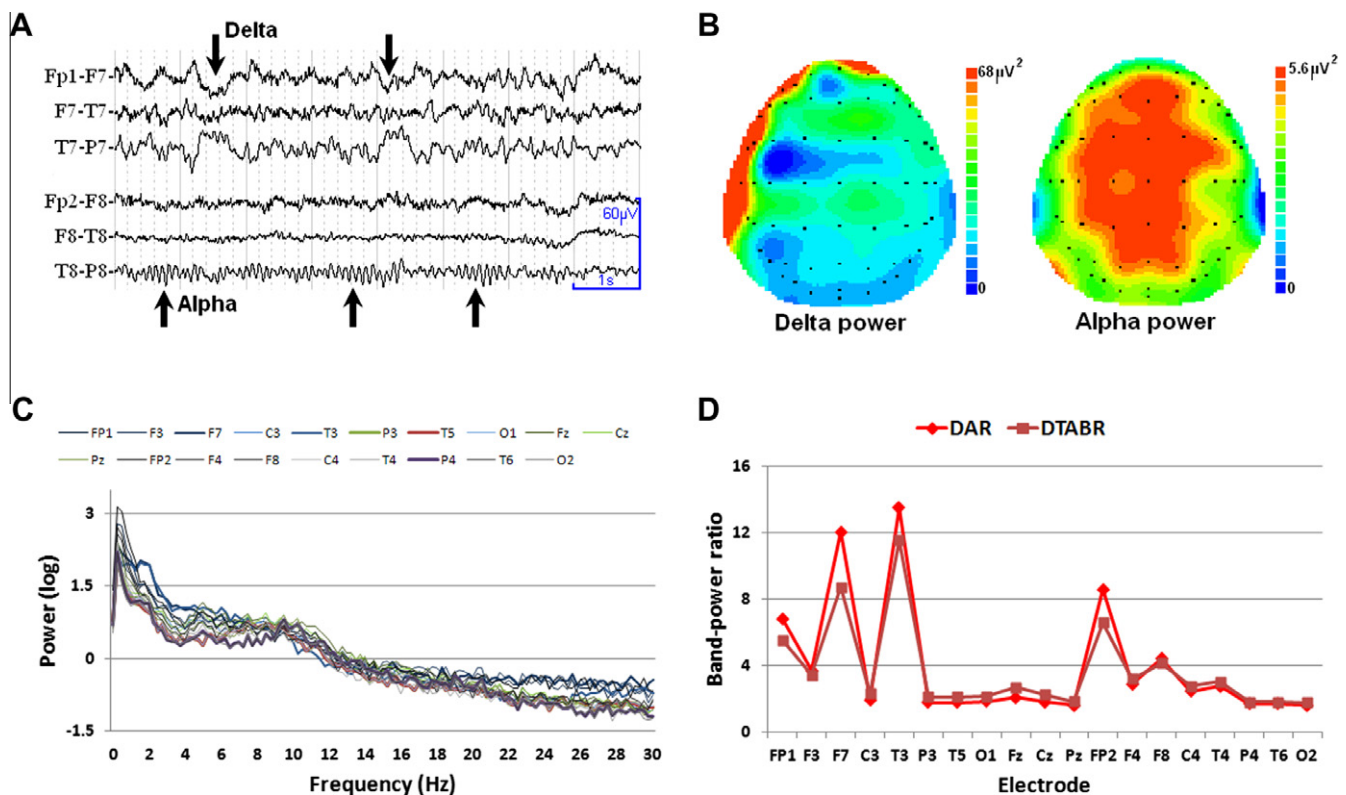 A
Delta
Fp1-F7
F7-T7
T7-P7
Fp2-F8
F8-T8
T8-P8
60µV
1s
Alpha
B
68µV²
0
Delta power
5.6µV²
0
Alpha power
C
FP1 F3 F7 C3 T3 P3 T5 O1 Fz Cz
Pz FP2 F4 F8 C4 T4 P4 T6 O2
Power (log)
3
1.5
0
-1.5
0 2 4 6 8 10 12 14 16 18 20 22 24 26 28 30
Frequency (Hz)
D
DAR DTABR
Band-power ratio
16
12
8
4
0
FP1 F3 F7 C3 T3 P3 T5 O1 Fz Cz Pz FP2 F4 F8 C4 T4 P4 T6 O2
Electrode